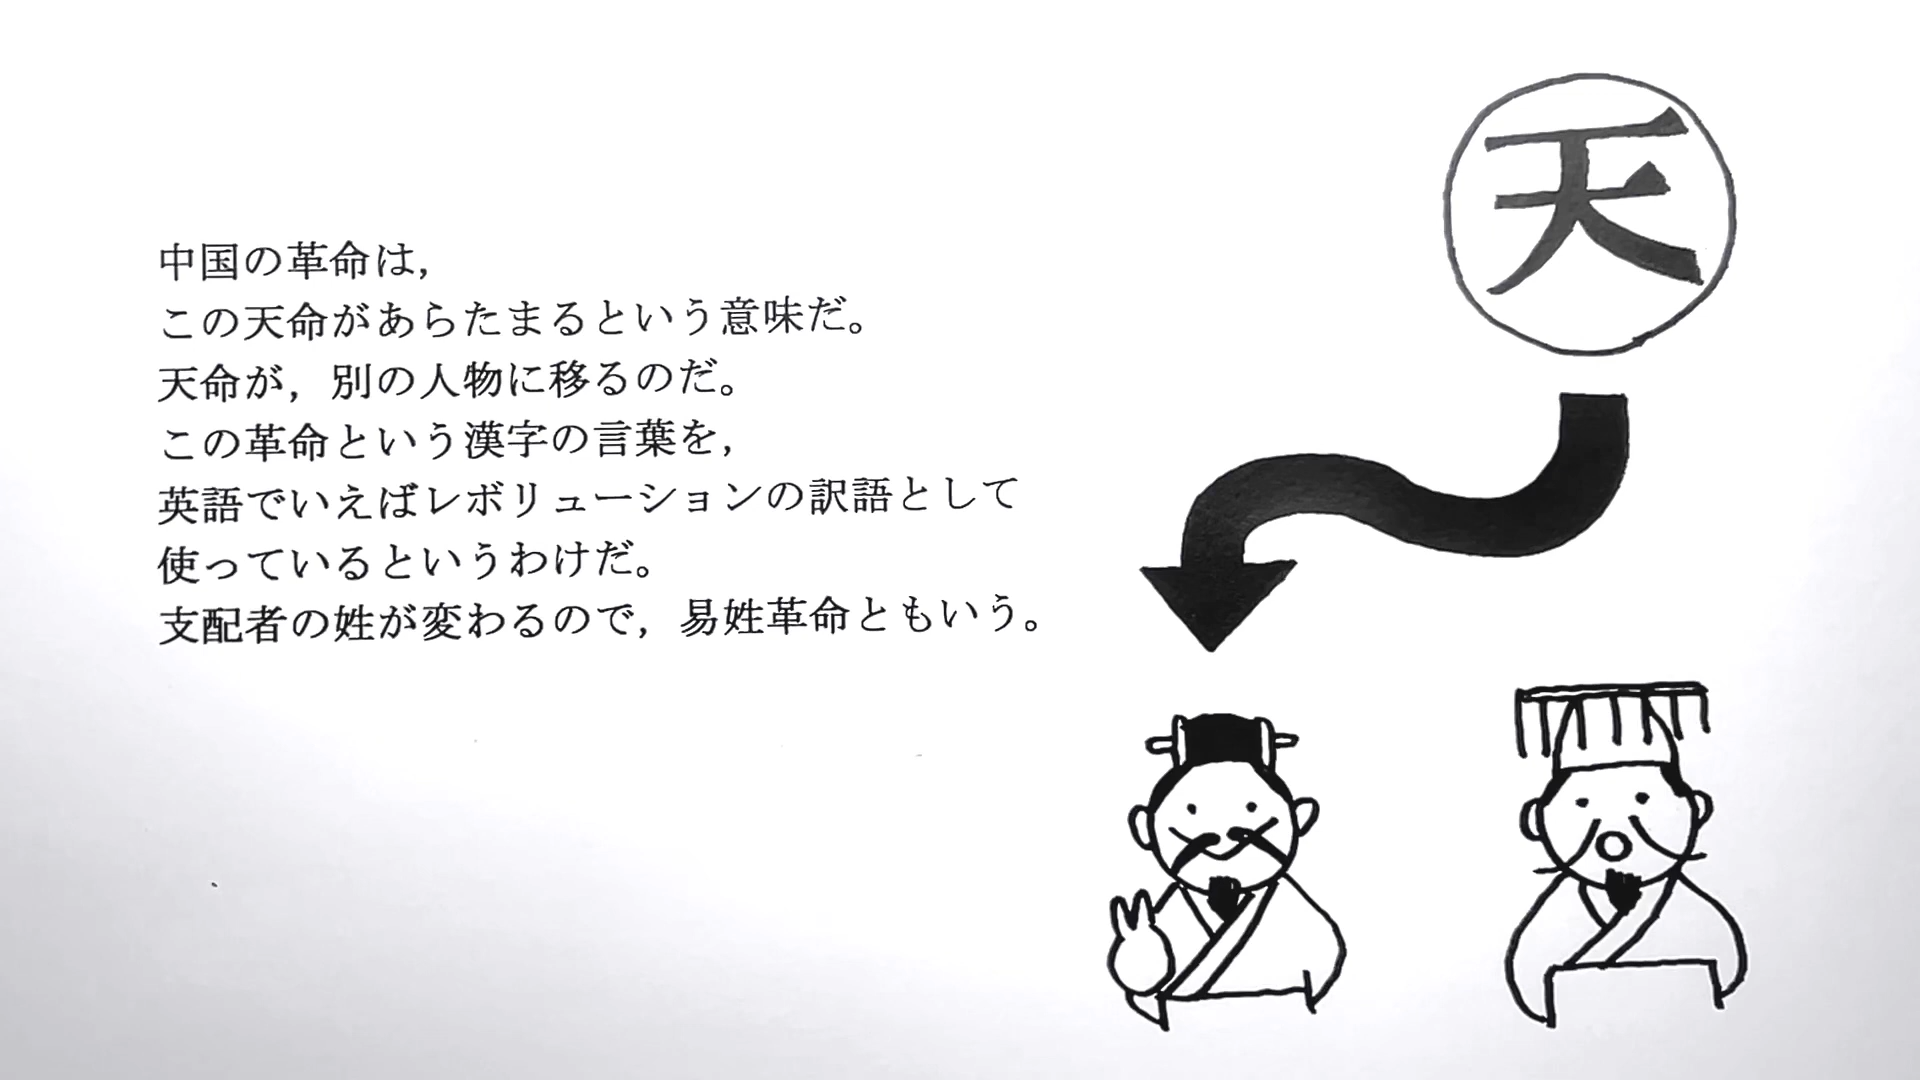 中国の革命は，
この天命があらたまるという意味だ。
天命が，別の人物に移るのだ。
この革命という漢字の言葉を，
英語でいえばレボリューションの訳語として
使っているというわけだ。
支配者の姓が変わるので，易姓革命ともいう。
天